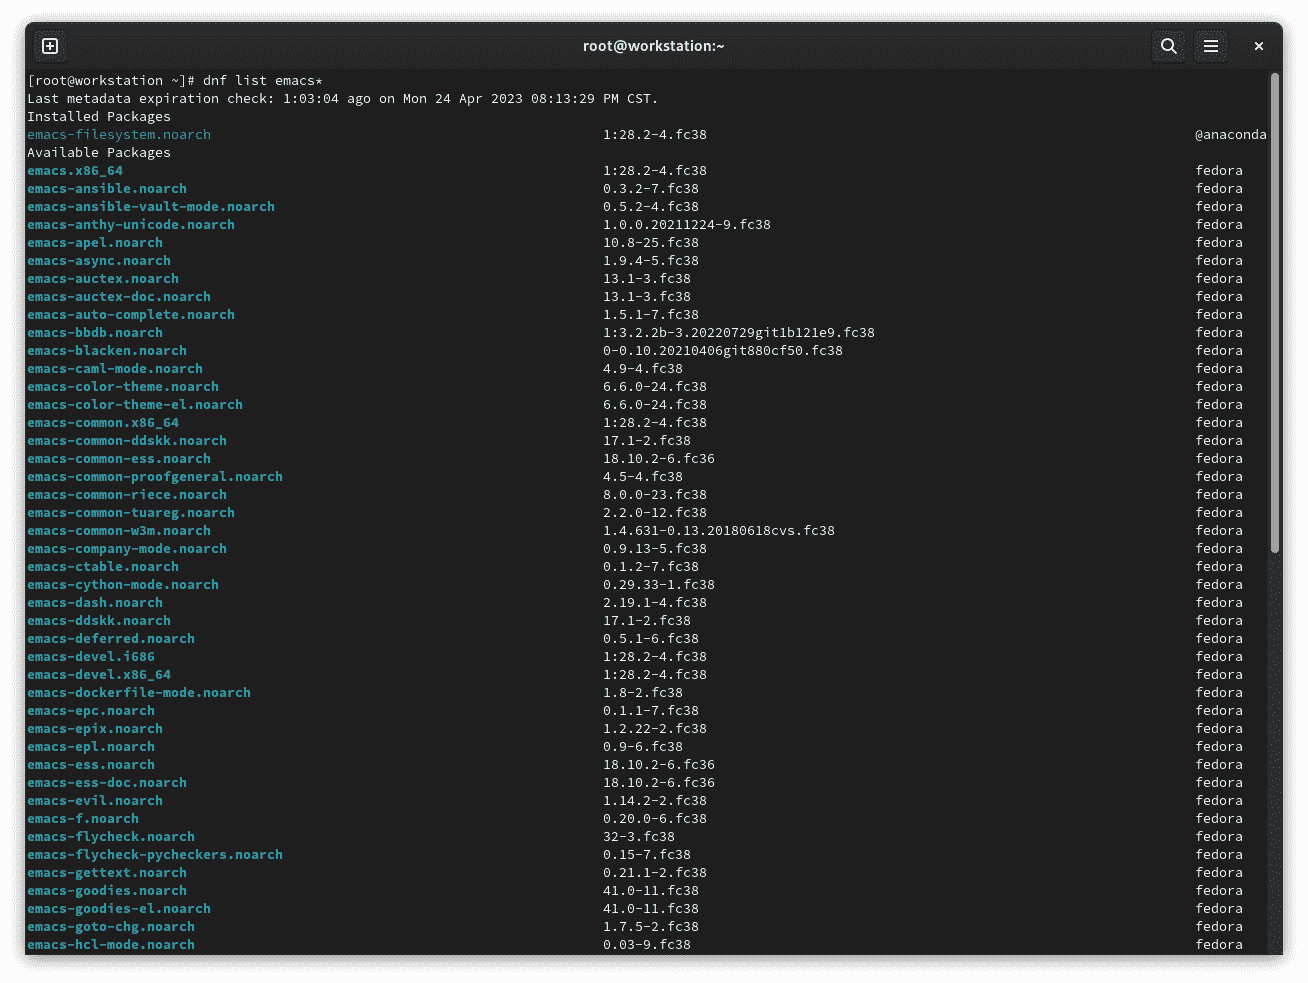 root@workstation:~
[root@workstation ~]# dnf list emacs*
Last metadata expiration check: 1:03:04 ago on Mon 24 Apr 2023 08:13:29 PM CST.
Installed Packages
emacs-filesystem.noarch 1:28.2-4.fc38 @anaconda
Available Packages
emacs.x86_64 1:28.2-4.fc38 fedora
emacs-ansible.noarch 0.3.2-7.fc38 fedora
emacs-ansible-vault-mode.noarch 0.5.2-4.fc38 fedora
emacs-anthy-unicode.noarch 1.0.0.20211224-9.fc38 fedora
emacs-apel.noarch 10.8-25.fc38 fedora
emacs-async.noarch 1.9.4-5.fc38 fedora
emacs-auctex.noarch 13.1-3.fc38 fedora
emacs-auctex-doc.noarch 13.1-3.fc38 fedora
emacs-auto-complete.noarch 1.5.1-7.fc38 fedora
emacs-bbdb.noarch 1:3.2.2b-3.20220729git1b121e9.fc38 fedora
emacs-blacken.noarch 0-0.10.20210406git880cf50.fc38 fedora
emacs-caml-mode.noarch 4.9-4.fc38 fedora
emacs-color-theme.noarch 6.6.0-24.fc38 fedora
emacs-color-theme-el.noarch 6.6.0-24.fc38 fedora
emacs-common.x86_64 1:28.2-4.fc38 fedora
emacs-common-ddskk.noarch 17.1-2.fc38 fedora
emacs-common-ess.noarch 18.10.2-6.fc36 fedora
emacs-common-proofgeneral.noarch 4.5-4.fc38 fedora
emacs-common-riece.noarch 8.0.0-23.fc38 fedora
emacs-common-tuareg.noarch 2.2.0-12.fc38 fedora
emacs-common-w3m.noarch 1.4.631-0.13.20180618cvs.fc38 fedora
emacs-company-mode.noarch 0.9.13-5.fc38 fedora
emacs-ctable.noarch 0.1.2-7.fc38 fedora
emacs-cython-mode.noarch 0.29.33-1.fc38 fedora
emacs-dash.noarch 2.19.1-4.fc38 fedora
emacs-ddskk.noarch 17.1-2.fc38 fedora
emacs-deferred.noarch 0.5.1-6.fc38 fedora
emacs-devel.i686 1:28.2-4.fc38 fedora
emacs-devel.x86_64 1:28.2-4.fc38 fedora
emacs-dockerfile-mode.noarch 1.8-2.fc38 fedora
emacs-epc.noarch 0.1.1-7.fc38 fedora
emacs-epix.noarch 1.2.22-2.fc38 fedora
emacs-epl.noarch 0.9-6.fc38 fedora
emacs-ess.noarch 18.10.2-6.fc36 fedora
emacs-ess-doc.noarch 18.10.2-6.fc36 fedora
emacs-evil.noarch 1.14.2-2.fc38 fedora
emacs-f.noarch 0.20.0-6.fc38 fedora
emacs-flycheck.noarch 32-3.fc38 fedora
emacs-flycheck-pycheckers.noarch 0.15-7.fc38 fedora
emacs-gettext.noarch 0.21.1-2.fc38 fedora
emacs-goodies.noarch 41.0-11.fc38 fedora
emacs-goodies-el.noarch 41.0-11.fc38 fedora
emacs-goto-chg.noarch 1.7.5-2.fc38 fedora
emacs-hcl-mode.noarch 0.03-9.fc38 fedora